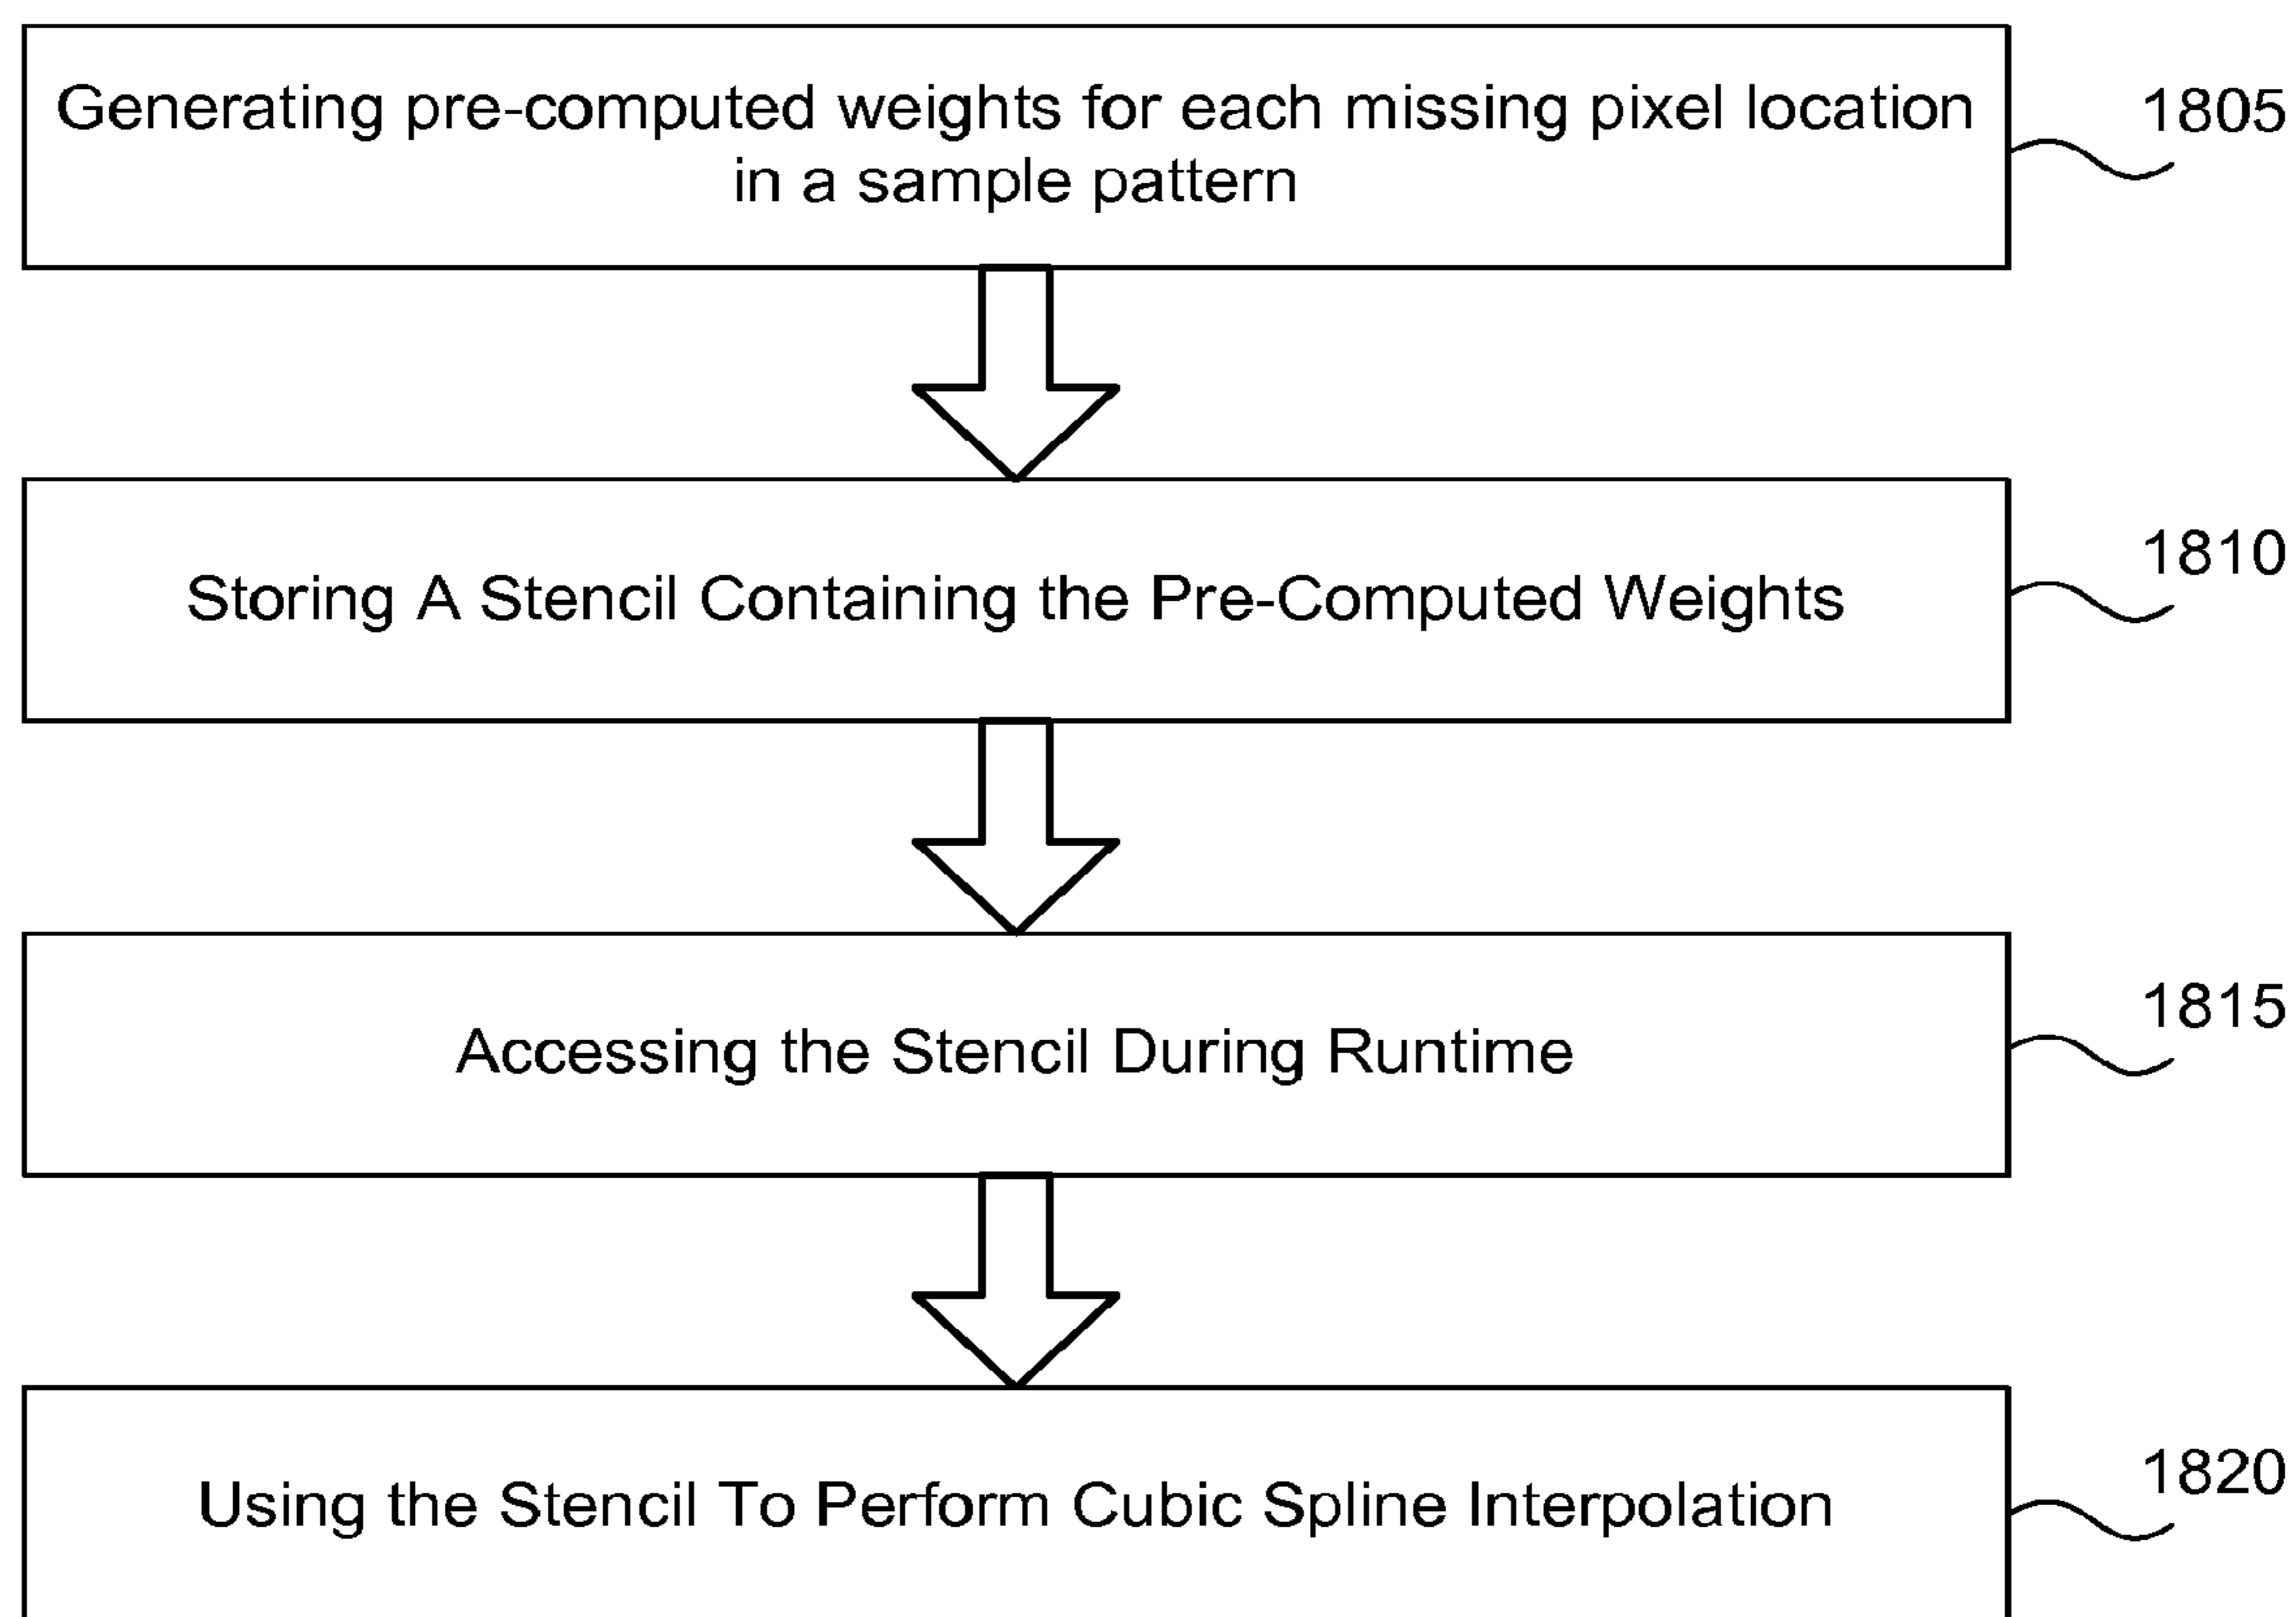 Generating pre-computed weights for each missing pixel location
in a sample pattern
1805
Storing A Stencil Containing the Pre-Computed Weights
1810
Accessing the Stencil During Runtime
1815
Using the Stencil To Perform Cubic Spline Interpolation
1820